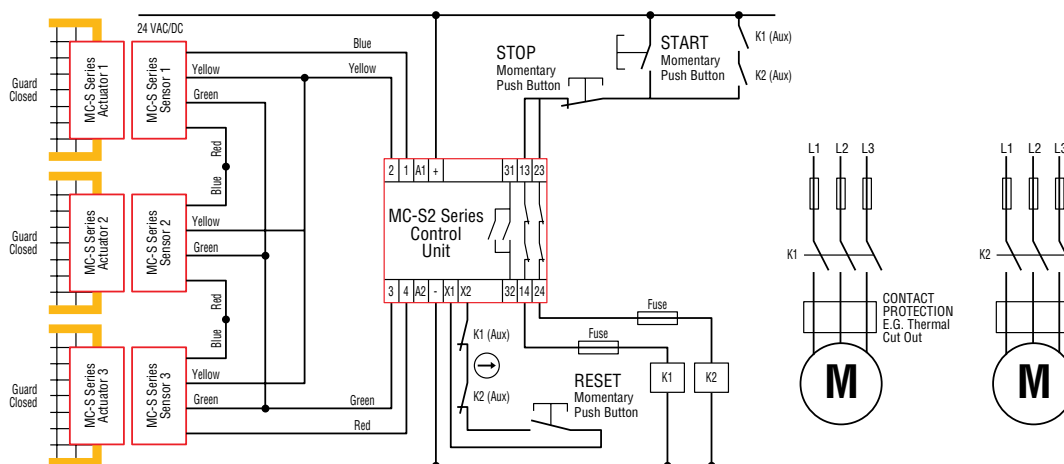 24 VAC/DC
Guard
Closed
MC-S Series
Actuator 1
MC-S Series
Sensor 1
Blue
Yellow
Yellow
Green
Red
Blue
Guard
Closed
MC-S Series
Actuator 2
MC-S Series
Sensor 2
Yellow
Green
Red
Blue
Guard
Closed
MC-S Series
Actuator 3
MC-S Series
Sensor 3
Yellow
Green
Green
Red
STOP
Momentary
Push Button
START
Momentary
Push Button
K1 (Aux)
K2 (Aux)
2 1 A1 + 31 13 23
MC-S2 Series
Control
Unit
3 4 A2 - X1 X2 32 14 24
K1 (Aux)
K2 (Aux)
RESET
Momentary
Push Button
Fuse
Fuse
K1
K2
L1 L2 L3
K1
CONTACT
PROTECTION
E.G. Thermal
Cut Out
M
L1 L2 L3
K2
M